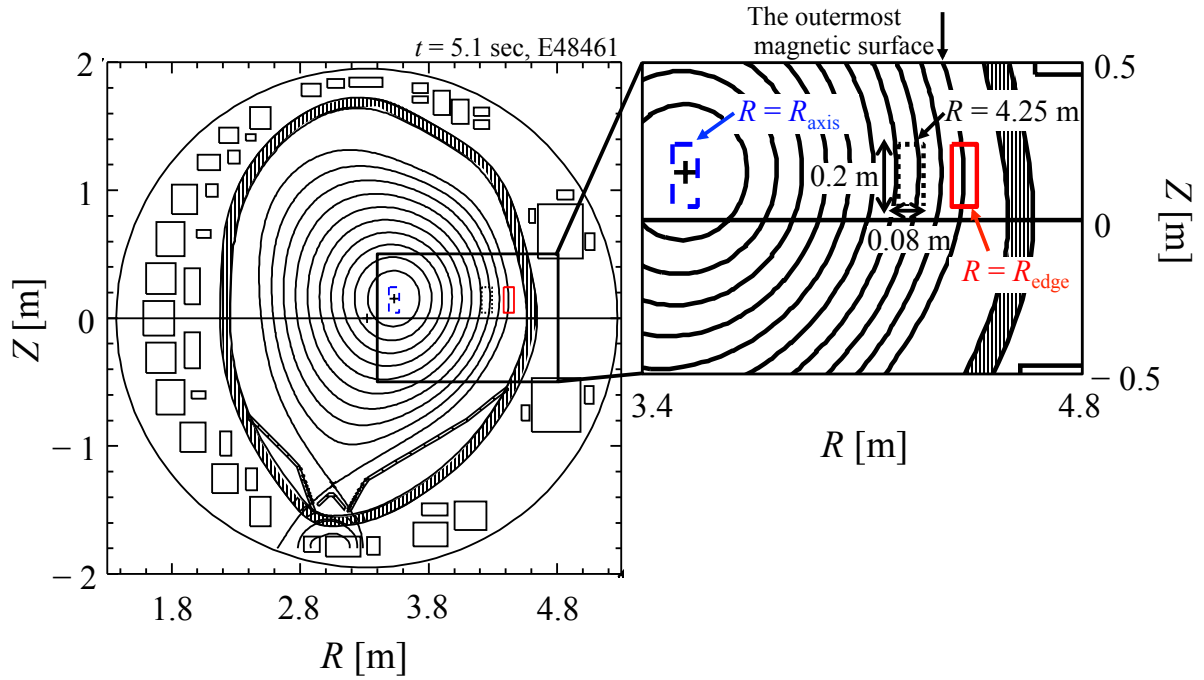 The outermost
magnetic surface
t = 5.1 sec, E48461
2
1
0
− 1
− 2
Z [m]
1.8
2.8
3.8
4.8
R [m]
R = Raxis
R = 4.25 m
0.2 m
0.08 m
R = Redge
0.5
0
− 0.5
Z [m]
3.4
4.8
R [m]